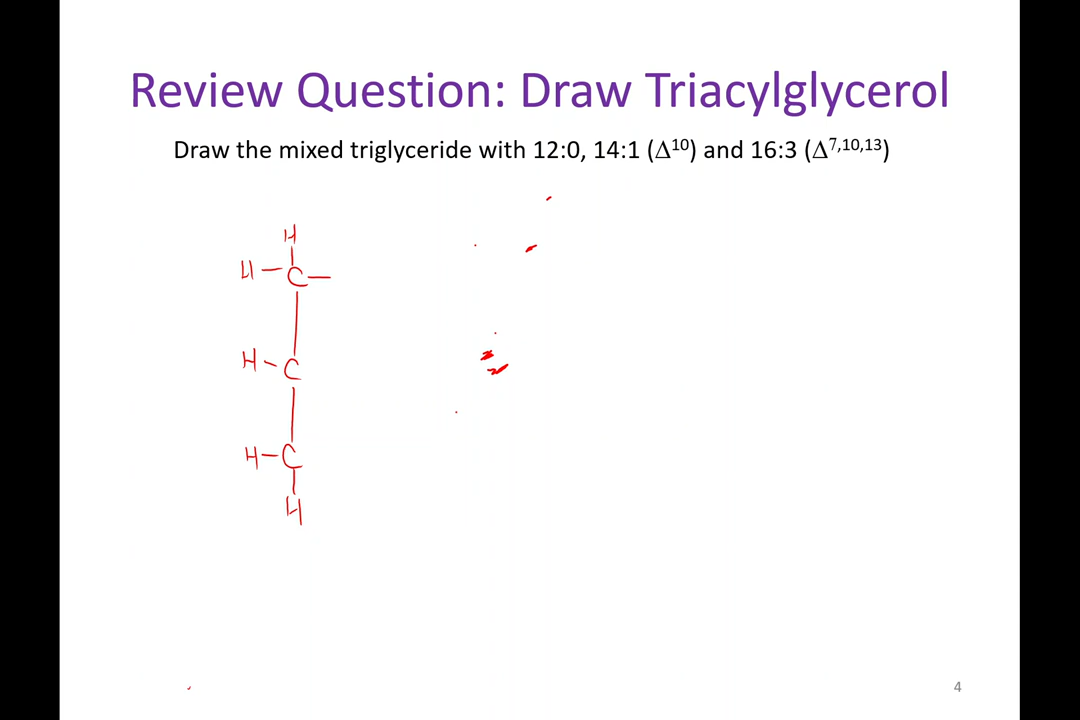 Review Question: Draw Triacylglycerol
Draw the mixed triglyceride with 12:0, 14:1 (Δ¹⁰) and 16:3 (Δ⁷,¹⁰,¹³)
H
H–C–
H–C
H–C
H
4